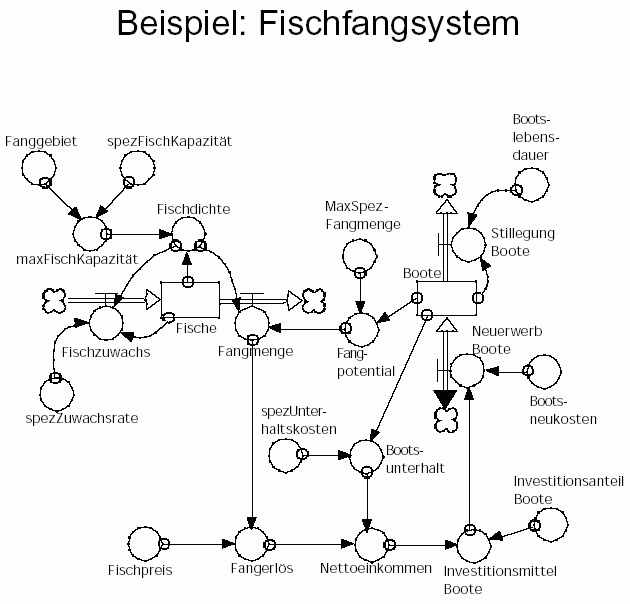 Beispiel: Fischfangsystem
Fanggebiet
spezFischKapazität
Boots-
lebens-
dauer
MaxSpez-
Fangmenge
Fischdichte
Stillegung
Boote
maxFischKapazität
Boote
Fische
Fischzuwachs
Fangmenge
Fang-
potential
Neuerwerb
Boote
Boots-
neukosten
spezZuwachsrate
spezUnter-
haltskosten
Boots-
unterhalt
Investitionsanteil
Boote
Fischpreis
Fangerlös
Nettoeinkommen
Investitionsmittel
Boote